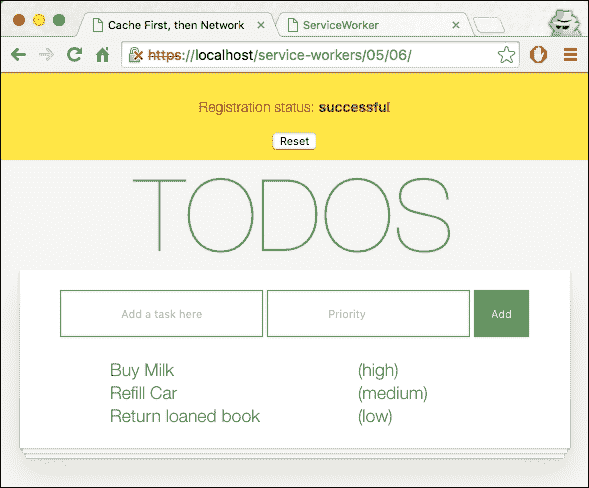 Cache First, then Network
ServiceWorker
https://localhost/service-workers/05/06/
Registration status: successful
Reset
TODOS
Add a task here
Priority
Add
Buy Milk (high)
Refill Car (medium)
Return loaned book (low)